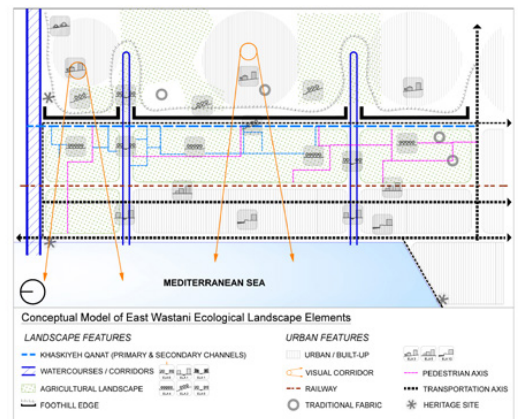 MEDITERRANEAN SEA
Conceptual Model of East Wastani Ecological Landscape Elements
LANDSCAPE FEATURES
KHASKIYEH QANAT (PRIMARY & SECONDARY CHANNELS)
WATERCOURSES / CORRIDORS
AGRICULTURAL LANDSCAPE
FOOTHILL EDGE
URBAN FEATURES
URBAN / BUILT-UP
VISUAL CORRIDOR
RAILWAY
TRADITIONAL FABRIC
PEDESTRIAN AXIS
TRANSPORTATION AXIS
HERITAGE SITE